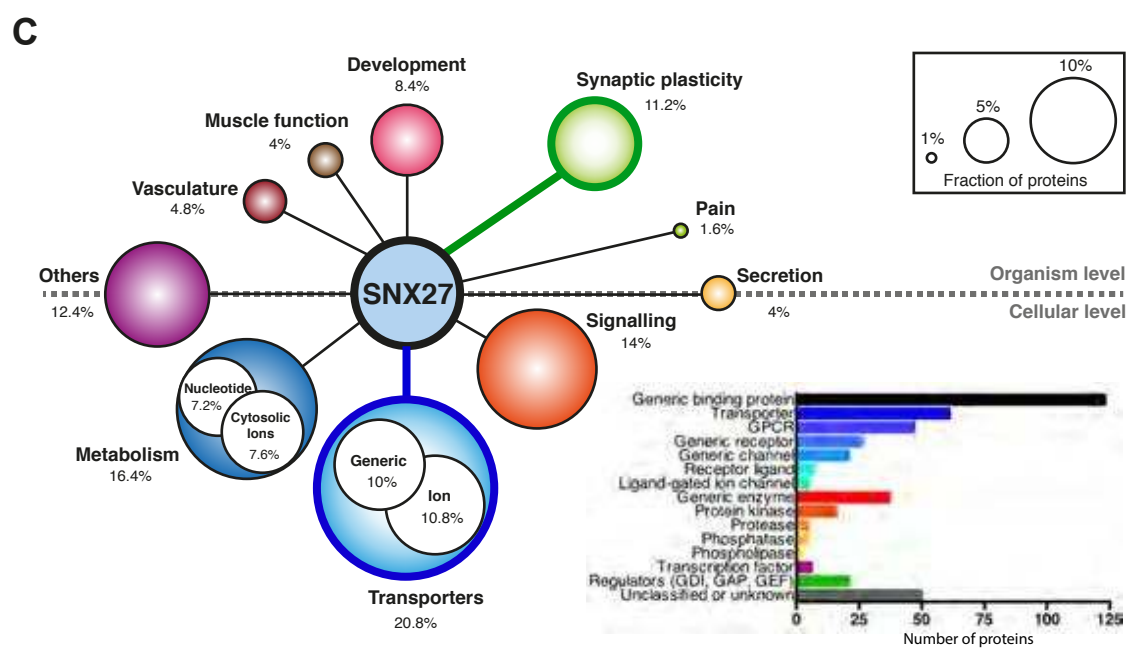 C
Development
8.4%
Synaptic plasticity
11.2%
Muscle function
4%
Vasculature
4.8%
Pain
1.6%
Others
12.4%
SNX27
Secretion
4%
Organism level
Cellular level
Signalling
14%
Nucleotide
7.2%
Cytosolic
Ions
7.6%
Metabolism
16.4%
Generic
10%
Ion
10.8%
Transporters
20.8%
1%
5%
10%
Fraction of proteins
Generic binding protein
Transporter
GPCR
Generic receptor
Generic channel
Receptor ligand
Ligand-gated ion channel
Generic enzyme
Protein kinase
Protease
Phosphatase
Phospholipase
Transcription factor
Regulators (GDI, GAP, GEF)
Unclassified or unknown
0 25 50 75 100 125
Number of proteins